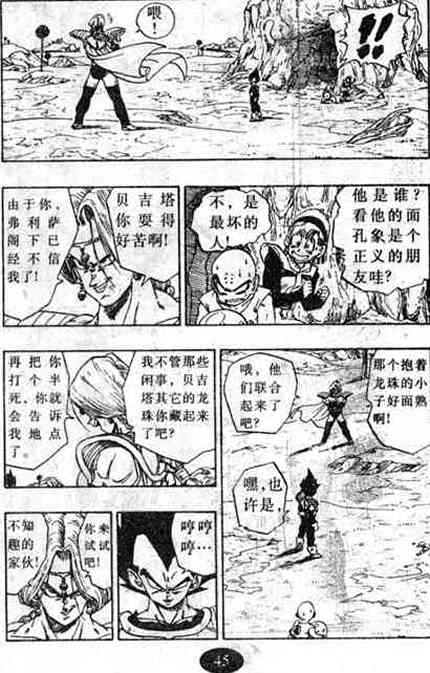 !!
喂！
他是谁？
看他的面
孔象是个
正义的朋
友哇？
不，是
最坏的
人！
贝吉塔
你耍得
好苦啊！
由于你，
弗利萨
阁下已
经不信
我了！
那个抱着
龙珠的小
子好面熟
啊！
哦，他
们联合
起来了
吧？
嘿，也
许是，
我不管那些
闲事，贝吉
塔其它的龙
珠你藏起来
了吧？
再把你
打个半
死，你就
会告诉
我地点
了。
哼哼
哼…
你来
试试
吧！
不知
趣的
家伙！
45